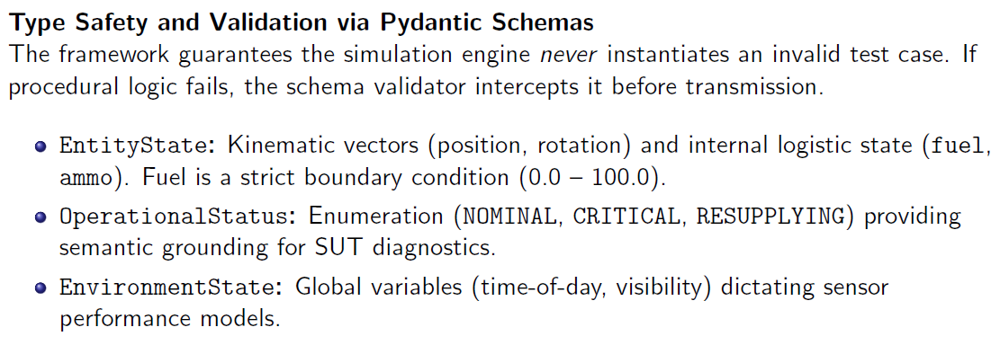 Type Safety and Validation via Pydantic Schemas
The framework guarantees the simulation engine never instantiates an invalid test case. If
procedural logic fails, the schema validator intercepts it before transmission.
EntityState: Kinematic vectors (position, rotation) and internal logistic state (fuel,
ammo). Fuel is a strict boundary condition (0.0 – 100.0).
OperationalStatus: Enumeration (NOMINAL, CRITICAL, RESUPPLYING) providing
semantic grounding for SUT diagnostics.
EnvironmentState: Global variables (time-of-day, visibility) dictating sensor
performance models.